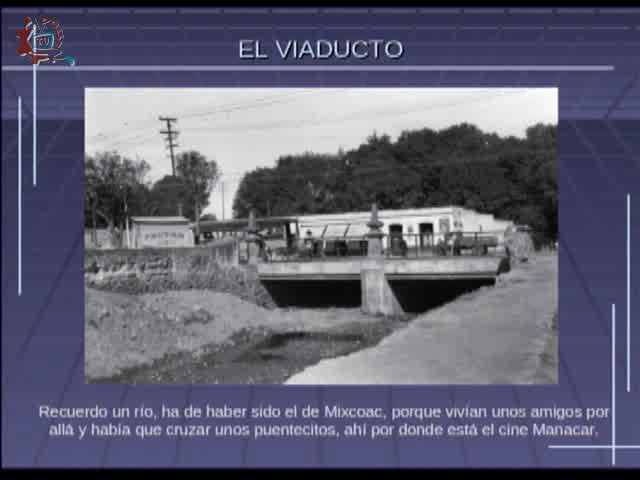 EL VIADUCTO
Recuerdo un río, ha de haber sido el de Mixcoac, porque vivían unos amigos por
allá y había que cruzar unos puentecitos, ahí por donde está el cine Manacar,